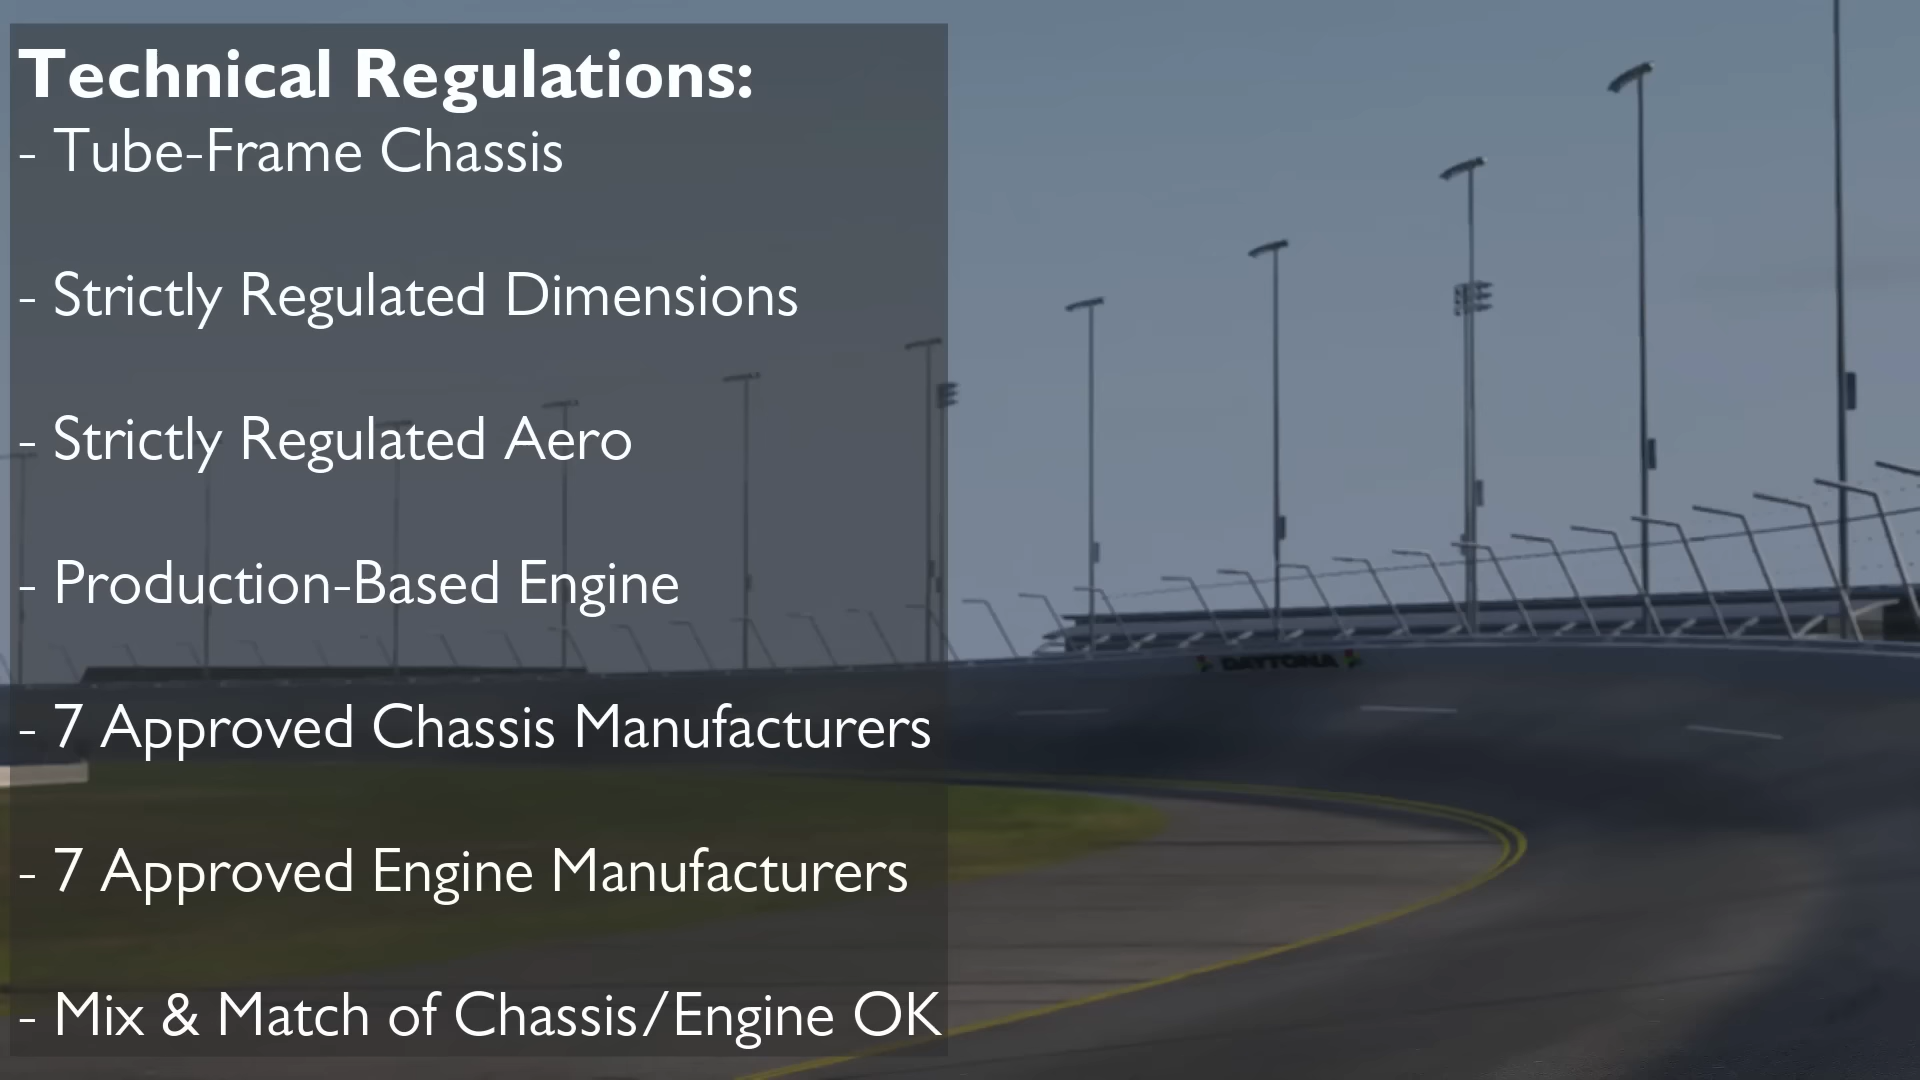 Technical Regulations:
- Tube-Frame Chassis
- Strictly Regulated Dimensions
- Strictly Regulated Aero
- Production-Based Engine
- 7 Approved Chassis Manufacturers
- 7 Approved Engine Manufacturers
- Mix & Match of Chassis/Engine OK
DAYTONA